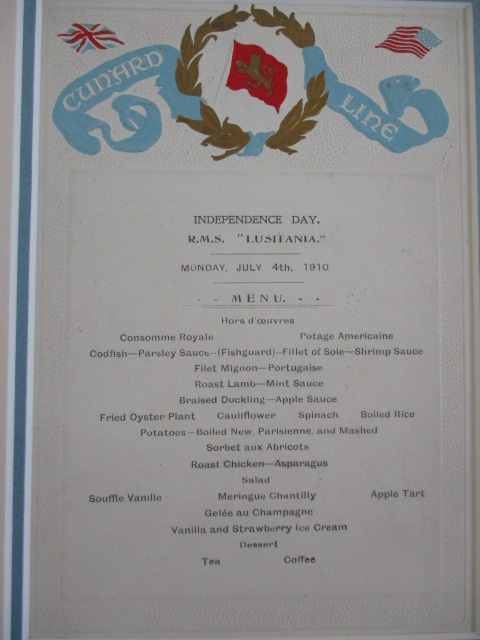 CUNARD LINE
INDEPENDENCE DAY.
R.M.S. "LUSITANIA."
MONDAY, JULY 4th, 1910
- - MENU. - -
Hors d'œuvres
Consomme Royale Potage Americaine
Codfish—Parsley Sauce--(Fishguard)--Fillet of Sole—Shrimp Sauce
Filet Mignon—Portugaise
Roast Lamb—Mint Sauce
Braised Duckling—Apple Sauce
Fried Oyster Plant Cauliflower Spinach Boiled Rice
Potatoes—Boiled New, Parisienne, and Mashed
Sorbet aux Abricots
Roast Chicken—Asparagus
Salad
Souffle Vanille Meringue Chantilly Apple Tart
Gelée au Champagne
Vanilla and Strawberry Ice Cream
Dessert
Tea Coffee